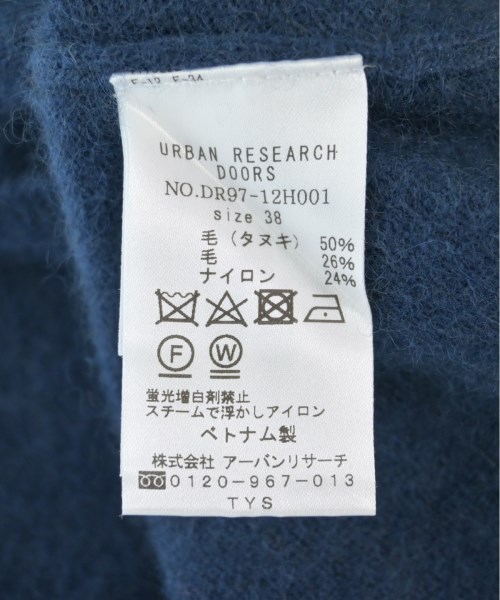 URBAN RESEARCH
DOORS
NO.DR97-12H001
size 38
毛 (タヌキ) 50%
毛 26%
ナイロン 24%
F W
蛍光増白剤禁止
スチームで浮かしアイロン
ベトナム製
株式会社 アーバンリサーチ
0120-967-013
TYS